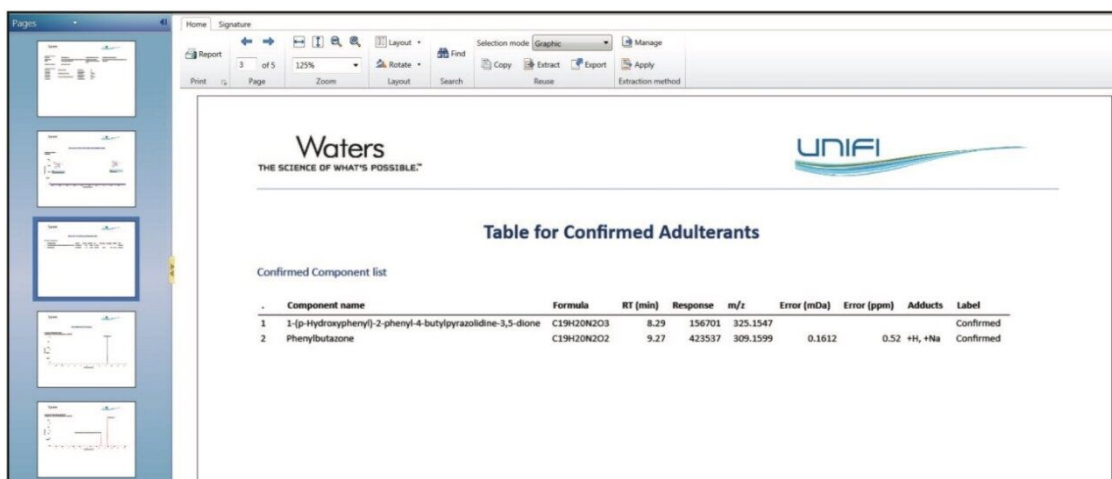 Pages
Home Signature
Report
3 of 5
125%
Layout
Rotate
Find
Selection mode Graphic
Copy Extract Export
Manage
Apply
Print Page Zoom Layout Search Reuse Extraction method
Waters
THE SCIENCE OF WHAT'S POSSIBLE.™
UNIFI
Table for Confirmed Adulterants
Confirmed Component list
. Component name Formula RT (min) Response m/z Error (mDa) Error (ppm) Adducts Label
1 1-(p-Hydroxyphenyl)-2-phenyl-4-butylpyrazolidine-3,5-dione C19H20N2O3 8.29 156701 325.1547 Confirmed
2 Phenylbutazone C19H20N2O2 9.27 423537 309.1599 0.1612 0.52 +H, +Na Confirmed